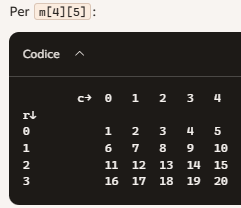 Per m[4][5]:
Codice
c→ 0 1 2 3 4
r↓
0 1 2 3 4 5
1 6 7 8 9 10
2 11 12 13 14 15
3 16 17 18 19 20